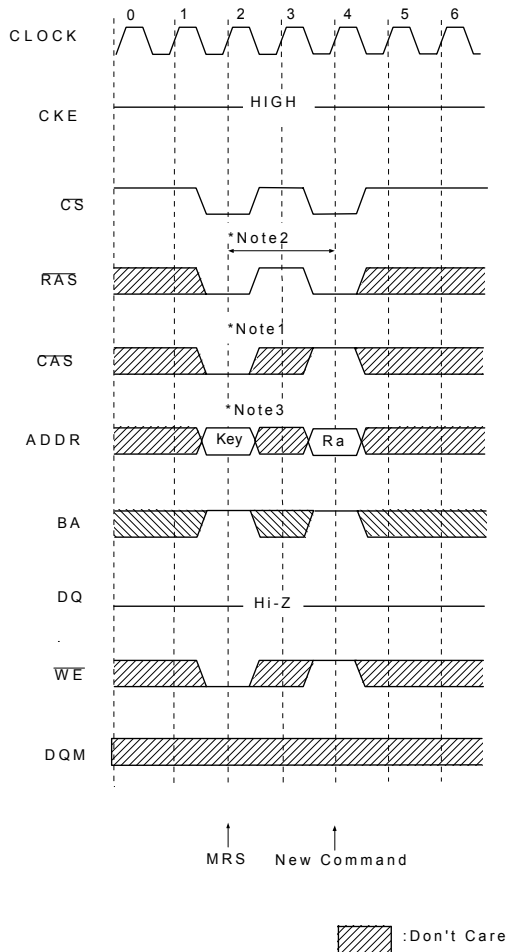 0 1 2 3 4 5 6
CLOCK
HIGH
CKE
CS
*Note2
RAS
*Note1
CAS
*Note3
ADDR Key Ra
BA
DQ Hi-Z
WE
DQM
MRS New Command
:Don't Care